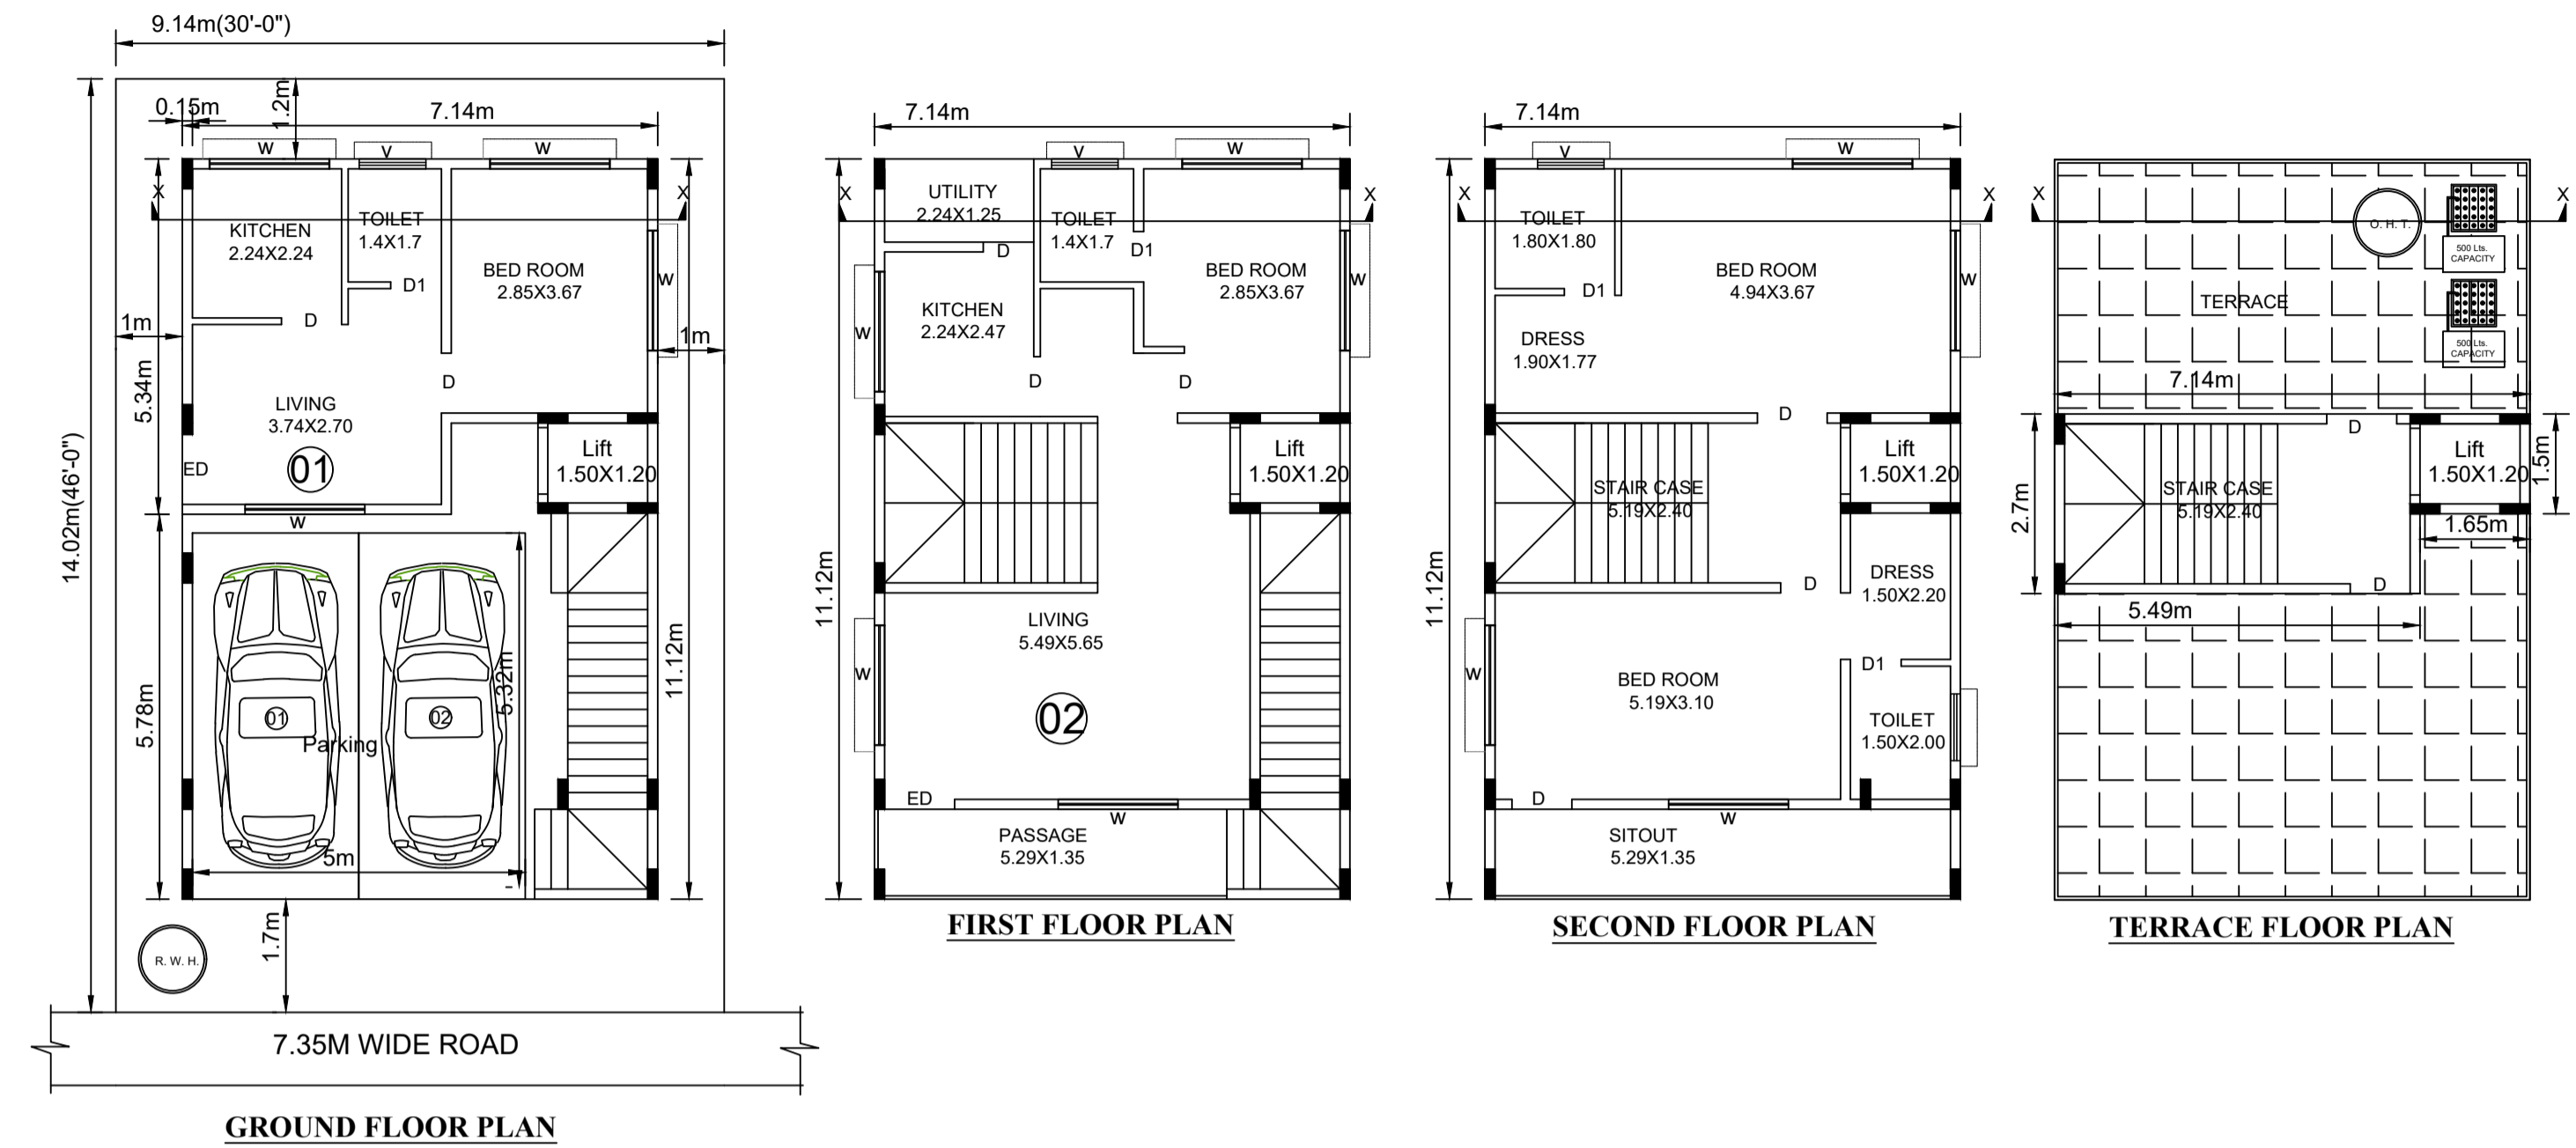 9.14m(30'-0")
0.15m
1.2m
7.14m
W
V
W
X
X
KITCHEN
2.24X2.24
TOILET
1.4X1.7
D1
BED ROOM
2.85X3.67
W
D
1m
1m
5.34m
D
LIVING
3.74X2.70
ED
01
Lift
1.50X1.20
W
14.02m(46'-0")
5.78m
5.32m
11.12m
01
02
Parking
5m
1.7m
R. W. H.
7.35M WIDE ROAD
GROUND FLOOR PLAN
7.14m
V
W
X
X
UTILITY
2.24X1.25
TOILET
1.4X1.7
D
D1
BED ROOM
2.85X3.67
W
KITCHEN
2.24X2.47
W
D
D
Lift
1.50X1.20
11.12m
LIVING
5.49X5.65
W
02
ED
W
PASSAGE
5.29X1.35
FIRST FLOOR PLAN
7.14m
V
W
X
X
TOILET
1.80X1.80
D1
BED ROOM
4.94X3.67
W
DRESS
1.90X1.77
D
Lift
1.50X1.20
STAIR CASE
5.19X2.40
11.12m
D
DRESS
1.50X2.20
W
BED ROOM
5.19X3.10
D1
TOILET
1.50X2.00
D
W
SITOUT
5.29X1.35
SECOND FLOOR PLAN
X
X
O. H. T.
500 Lts.
CAPACITY
TERRACE
500 Lts.
CAPACITY
7.14m
D
Lift
1.50X1.20
1.5m
STAIR CASE
5.19X2.40
2.7m
1.65m
D
5.49m
TERRACE FLOOR PLAN